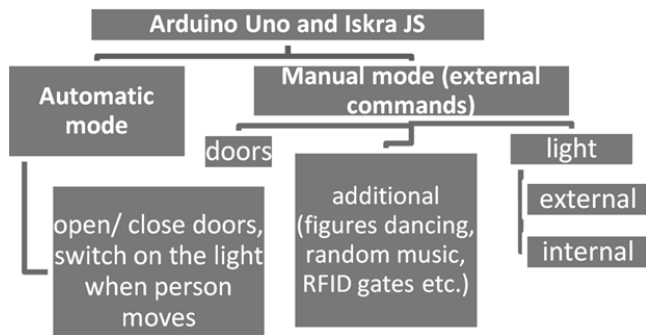 Arduino Uno and Iskra JS
Automatic
mode
Manual mode (external
commands)
doors
light
open/ close doors,
switch on the light
when person
moves
additional
(figures dancing,
random music,
RFID gates etc.)
external
internal